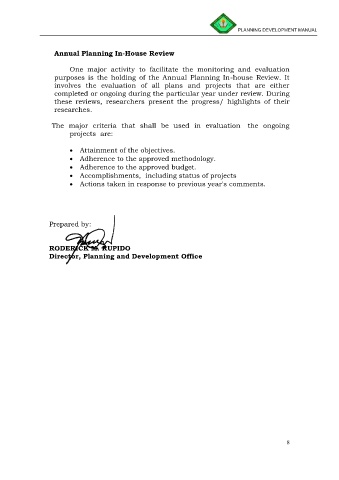 PLANNING DEVELOPMENT MANUAL
Annual Planning In-House Review
One major activity to facilitate the monitoring and evaluation
purposes is the holding of the Annual Planning In-house Review. It
involves the evaluation of all plans and projects that are either
completed or ongoing during the particular year under review. During
these reviews, researchers present the progress/ highlights of their
researches.
The major criteria that shall be used in evaluation the ongoing
projects are:
• Attainment of the objectives.
• Adherence to the approved methodology.
• Adherence to the approved budget.
• Accomplishments, including status of projects
• Actions taken in response to previous year's comments.
Prepared by:
RODERICK M. RUPIDO
Director, Planning and Development Office
8